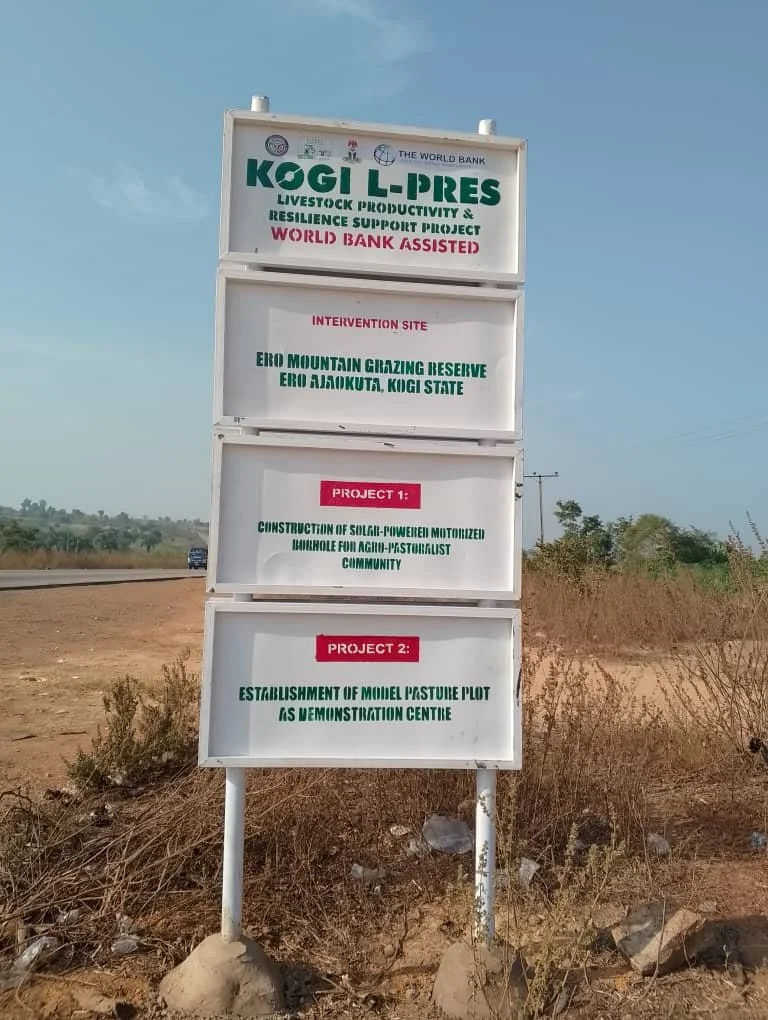 THE WORLD BANK
KOGI L-PRES
LIVESTOCK PRODUCTIVITY &
RESILIENCE SUPPORT PROJECT
WORLD BANK ASSISTED
INTERVENTION SITE
ERO MOUNTAIN GRAZING RESERVE
ERO AJAOKUTA, KOGI STATE
PROJECT 1:
CONSTRUCTION OF SOLAR-POWERED MOTORIZED
BORHOLE FOR AGRO-PASTORALIST
COMMUNITY
PROJECT 2:
ESTABLISHMENT OF MODEL PASTURE PLOT
AS DEMONSTRATION CENTRE